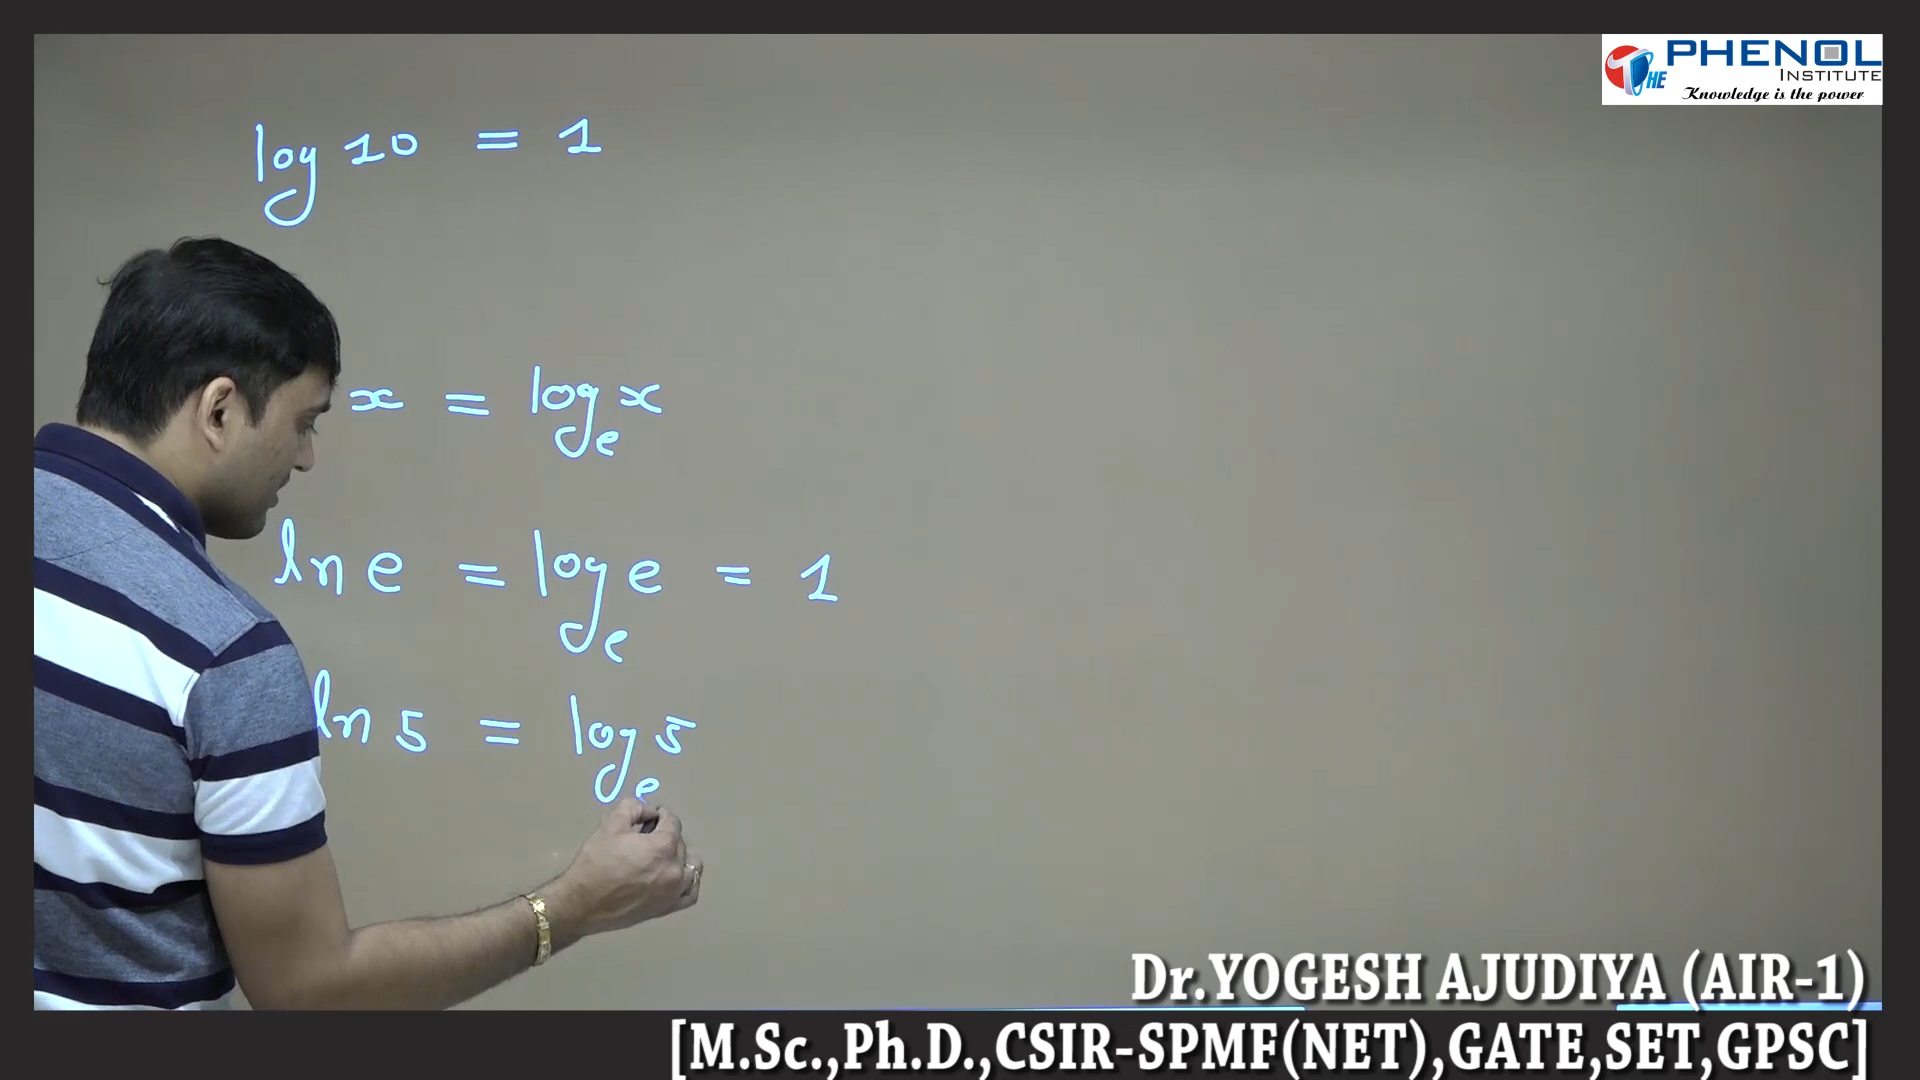 THE PHENOL
INSTITUTE
Knowledge is the power
log 10 = 1
x = logₑ x
ln e = logₑ e = 1
ln 5 = logₑ 5
Dr.YOGESH AJUDIYA (AIR-1)
[M.Sc.,Ph.D.,CSIR-SPMF(NET),GATE,SET,GPSC]